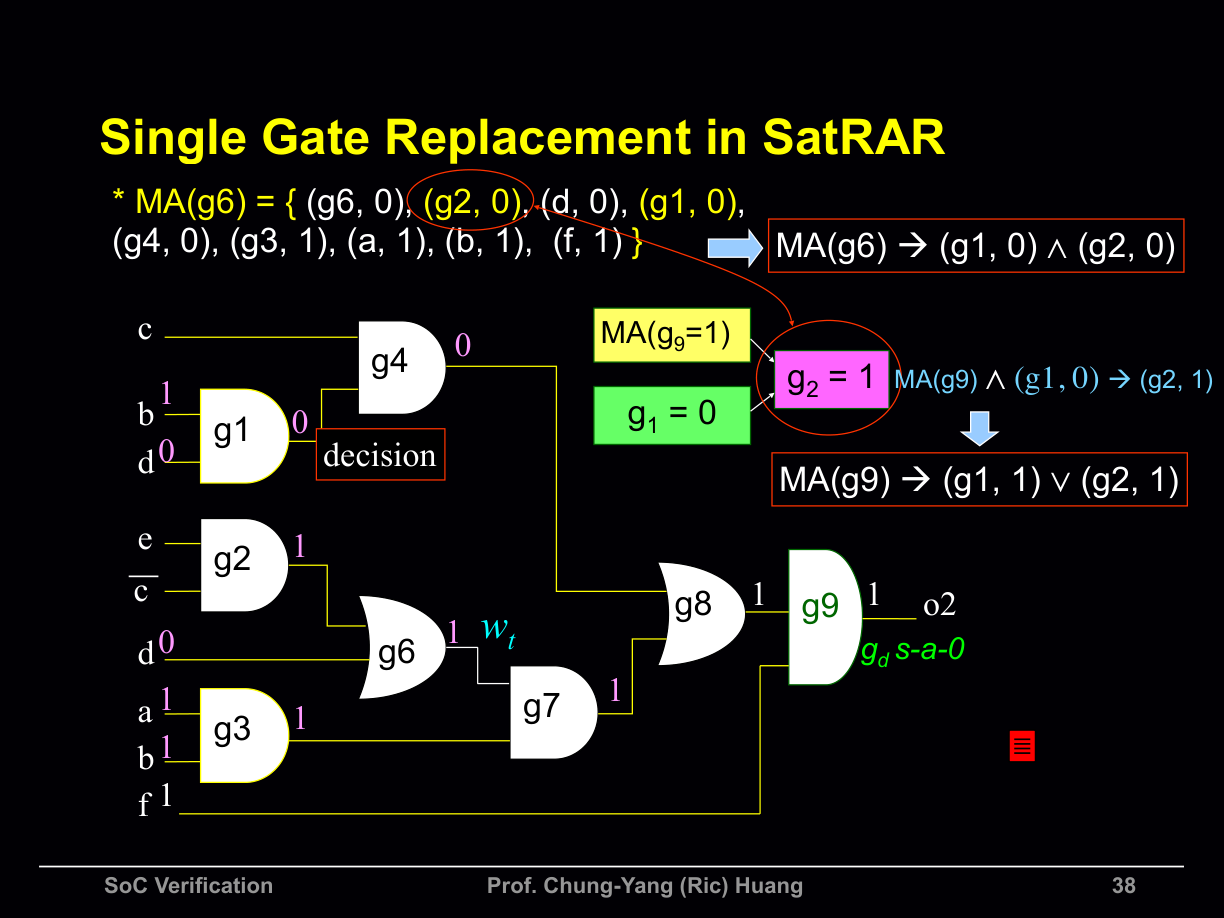 Single Gate Replacement in SatRAR
* MA(g6) = { (g6, 0), (g2, 0), (d, 0), (g1, 0),
(g4, 0), (g3, 1), (a, 1), (b, 1), (f, 1) }
MA(g6) → (g1, 0) ∧ (g2, 0)
MA(g9=1)
g1 = 0
g2 = 1
MA(g9) ∧ (g1, 0) → (g2, 1)
MA(g9) → (g1, 1) ∨ (g2, 1)
c
g4
0
b
1
d
0
g1
0
decision
e
c̅
g2
1
d
0
g6
1
wt
a
1
b
1
g3
1
g7
1
f
1
g8
1
g9
1
o2
gd s-a-0
SoC Verification
Prof. Chung-Yang (Ric) Huang
38